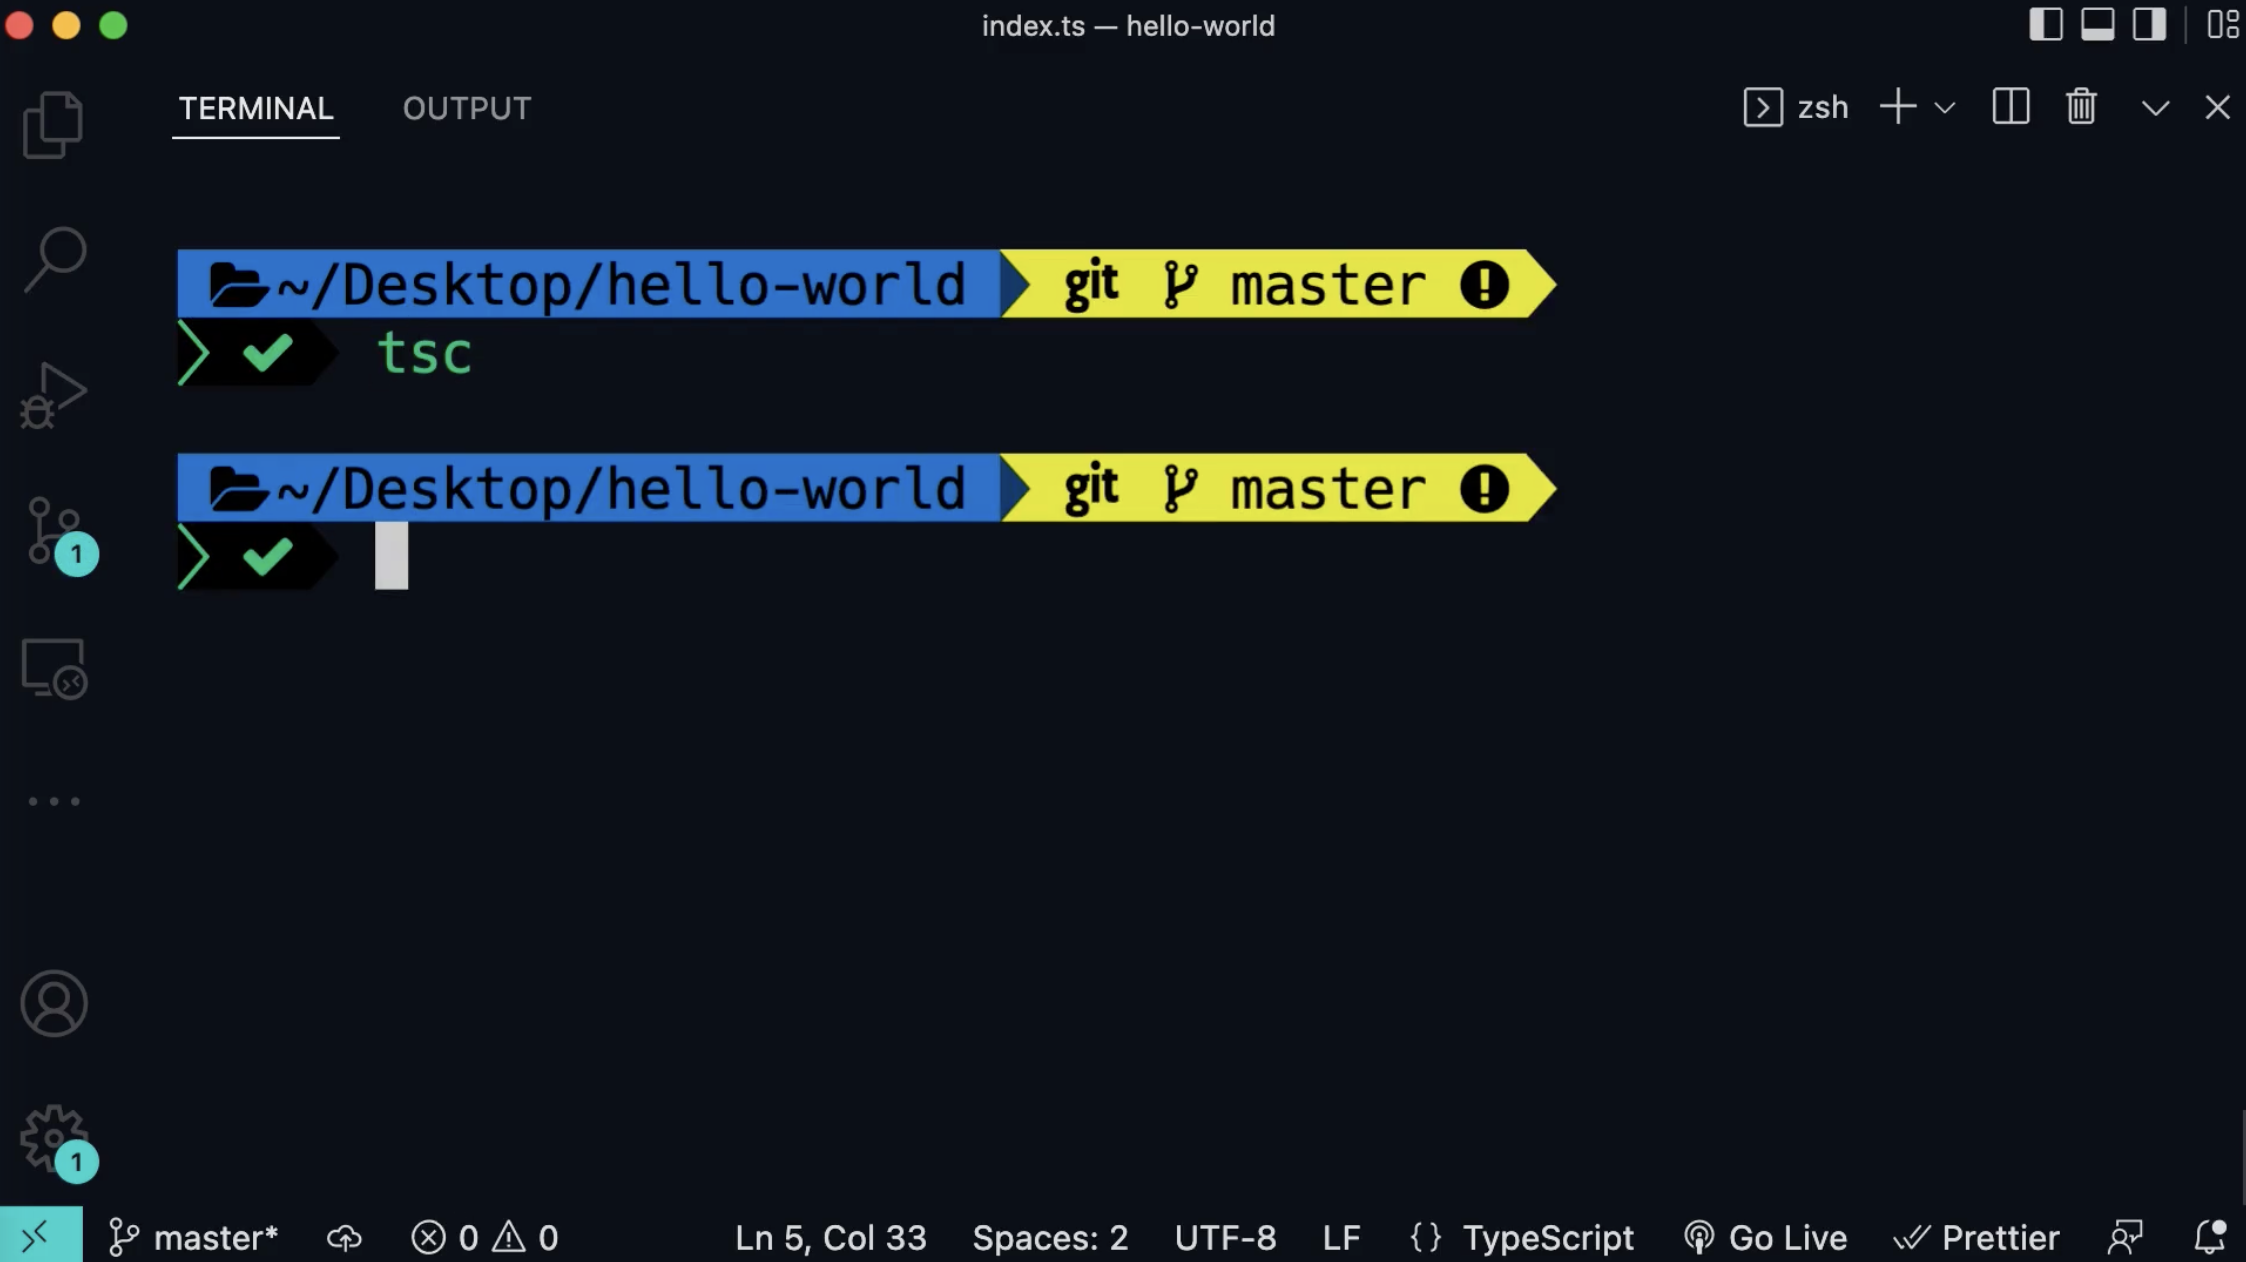 index.ts — hello-world
TERMINAL OUTPUT zsh
~/Desktop/hello-world git master
tsc
~/Desktop/hello-world git master
1
1
master* 0 0 Ln 5, Col 33 Spaces: 2 UTF-8 LF {} TypeScript Go Live Prettier